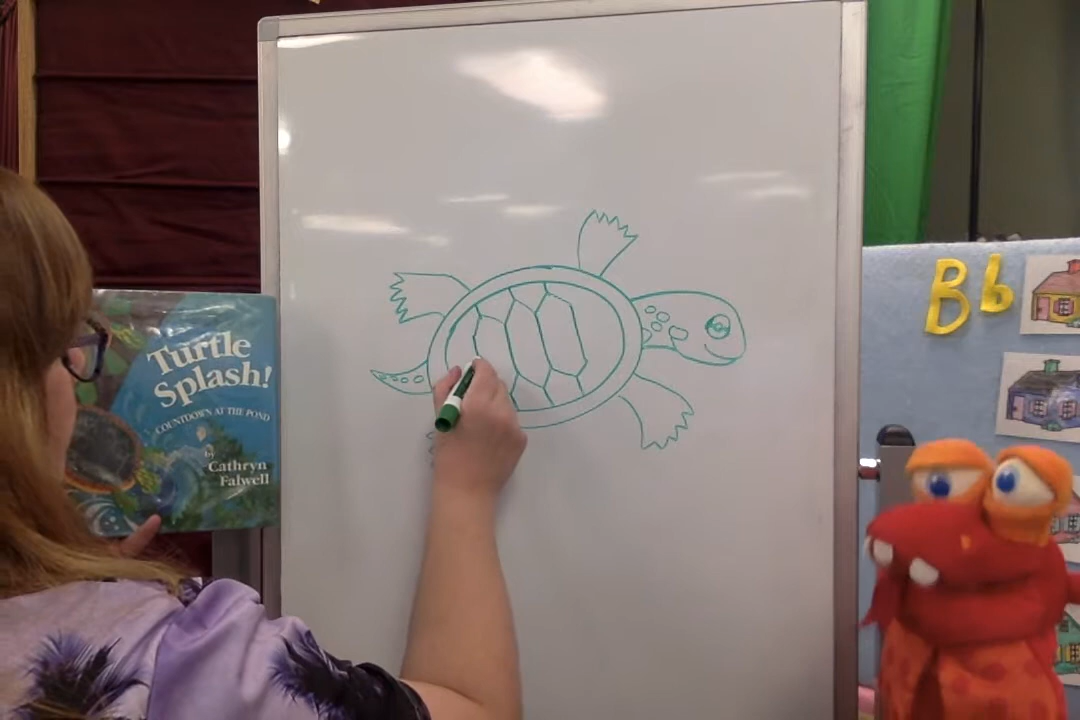 Turtle
Splash!
COUNTDOWN AT THE POND
by
Cathryn
Falwell
Bb